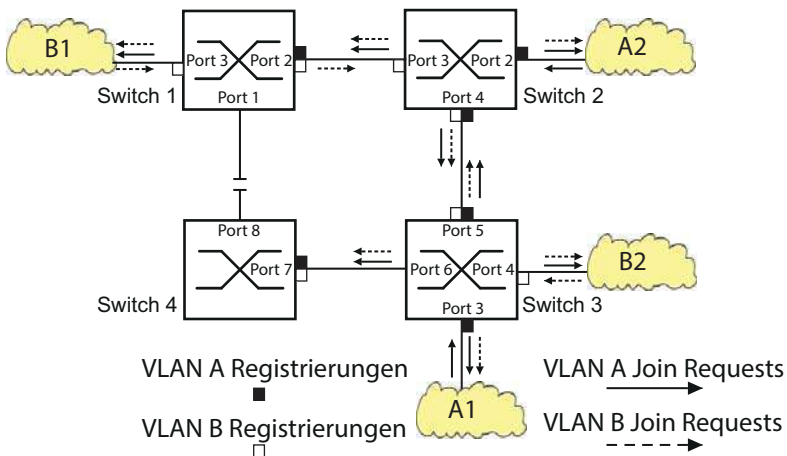 B1
Port 3
Port 2
Port 1
Switch 1
Port 3
Port 2
Port 4
Switch 2
A2
Port 8
Port 7
Switch 4
Port 5
Port 6
Port 4
Port 3
Switch 3
B2
A1
VLAN A Registrierungen
VLAN B Registrierungen
VLAN A Join Requests
VLAN B Join Requests